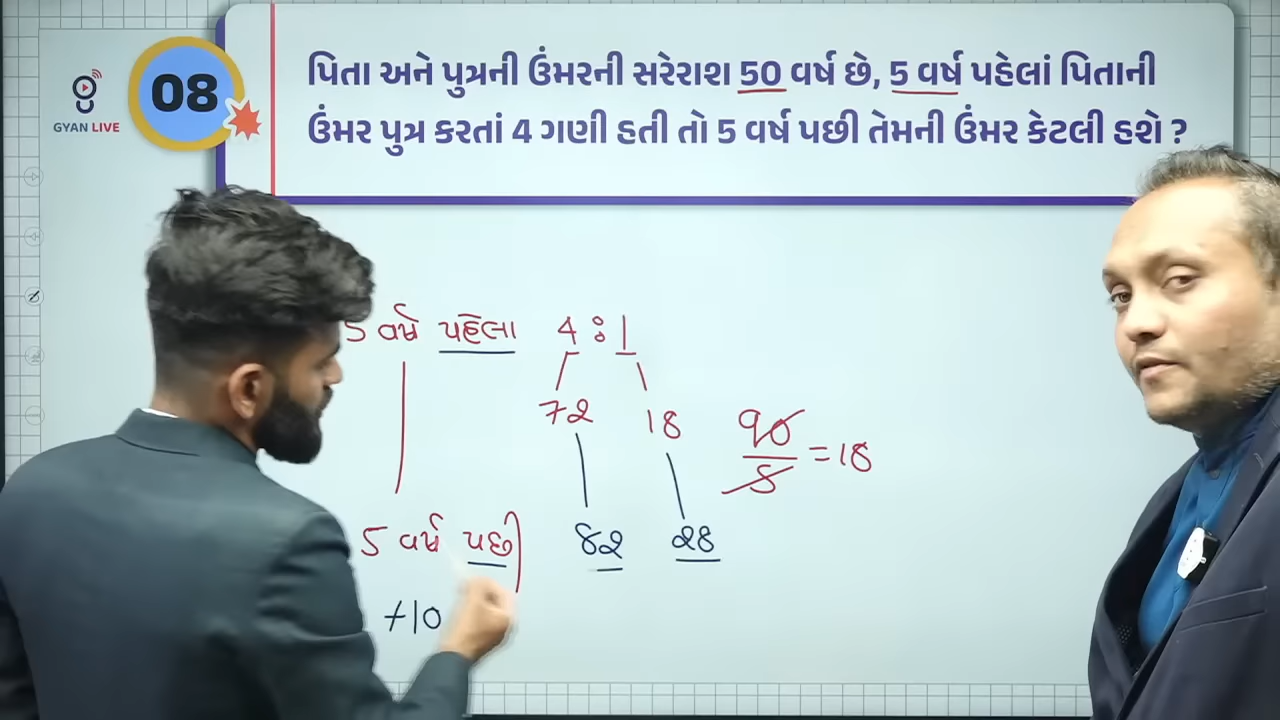 08
GYAN LIVE
પિતા અને પુત્રની ઉંમરની સરેરાશ 50 વર્ષ છે, 5 વર્ષ પહેલાં પિતાની
ઉંમર પુત્ર કરતાં 4 ગણી હતી તો 5 વર્ષ પછી તેમની ઉંમર કેટલી હશે ?
5 વર્ષ પહેલા 4 : 1
72 18
90/5 = 18
5 વર્ષ પછી 82 28
+10